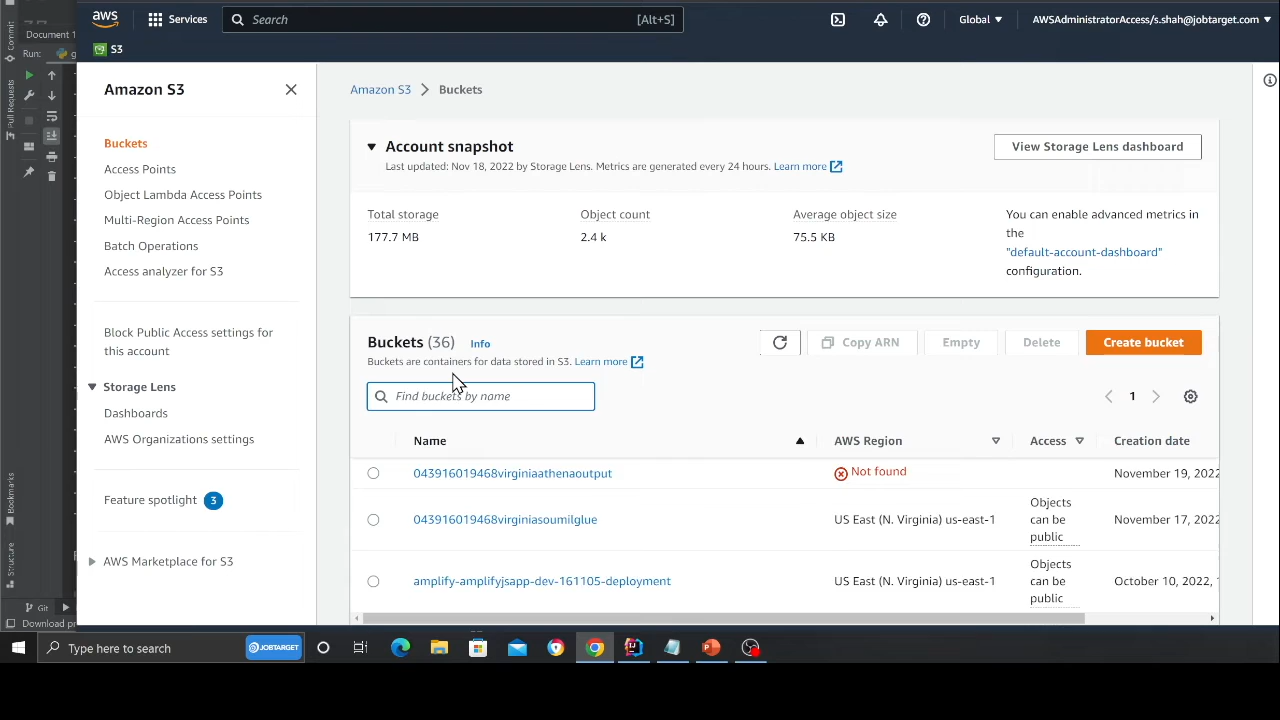 aws
Services
Search
[Alt+S]
Global
AWSAdministratorAccess/s.shah@jobtarget.com
S3
Commit
Pull Requests
Bookmarks
Structure
Document 1
Run:
Git
Amazon S3
Buckets
Access Points
Object Lambda Access Points
Multi-Region Access Points
Batch Operations
Access analyzer for S3
Block Public Access settings for
this account
Storage Lens
Dashboards
AWS Organizations settings
Feature spotlight 3
AWS Marketplace for S3
Amazon S3 > Buckets
Account snapshot
Last updated: Nov 18, 2022 by Storage Lens. Metrics are generated every 24 hours. Learn more
View Storage Lens dashboard
Total storage
177.7 MB
Object count
2.4 k
Average object size
75.5 KB
You can enable advanced metrics in
the
"default-account-dashboard"
configuration.
Buckets (36) Info
Buckets are containers for data stored in S3. Learn more
Copy ARN
Empty
Delete
Create bucket
Find buckets by name
1
Name AWS Region Access Creation date
043916019468virginiaathenaoutput Not found November 19, 2022
043916019468virginiasoumilglue US East (N. Virginia) us-east-1 Objects
can be
public November 17, 2022
amplify-amplifyjsapp-dev-161105-deployment US East (N. Virginia) us-east-1 Objects
can be
public October 10, 2022,
Type here to search
JOBTARGET